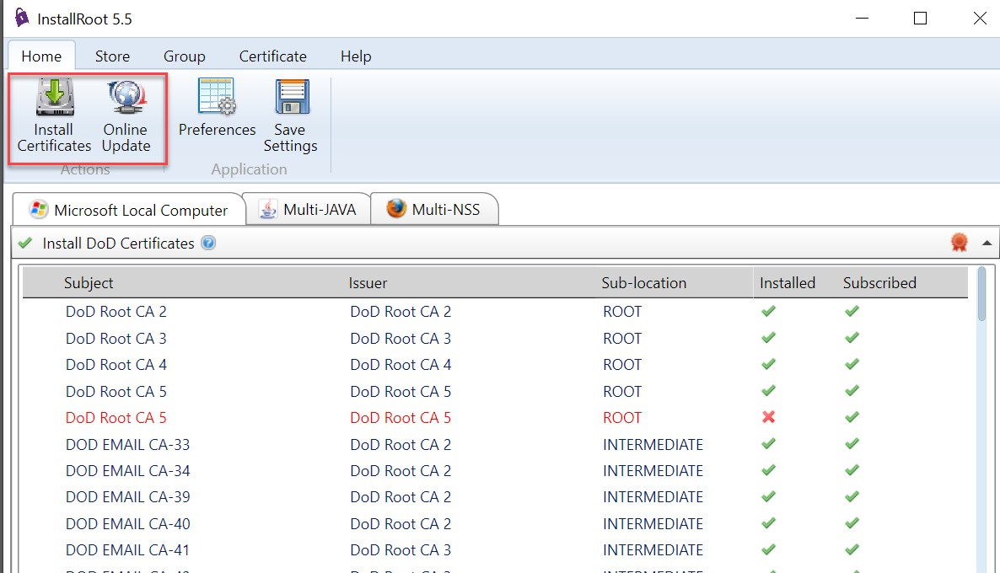 InstallRoot 5.5
Home Store Group Certificate Help
Install Certificates Online Update Preferences Save Settings
Actions Application
Microsoft Local Computer Multi-JAVA Multi-NSS
Install DoD Certificates
Subject Issuer Sub-location Installed Subscribed
DoD Root CA 2 DoD Root CA 2 ROOT
DoD Root CA 3 DoD Root CA 3 ROOT
DoD Root CA 4 DoD Root CA 4 ROOT
DoD Root CA 5 DoD Root CA 5 ROOT
DoD Root CA 5 DoD Root CA 5 ROOT
DOD EMAIL CA-33 DoD Root CA 2 INTERMEDIATE
DOD EMAIL CA-34 DoD Root CA 2 INTERMEDIATE
DOD EMAIL CA-39 DoD Root CA 2 INTERMEDIATE
DOD EMAIL CA-40 DoD Root CA 2 INTERMEDIATE
DOD EMAIL CA-41 DoD Root CA 3 INTERMEDIATE